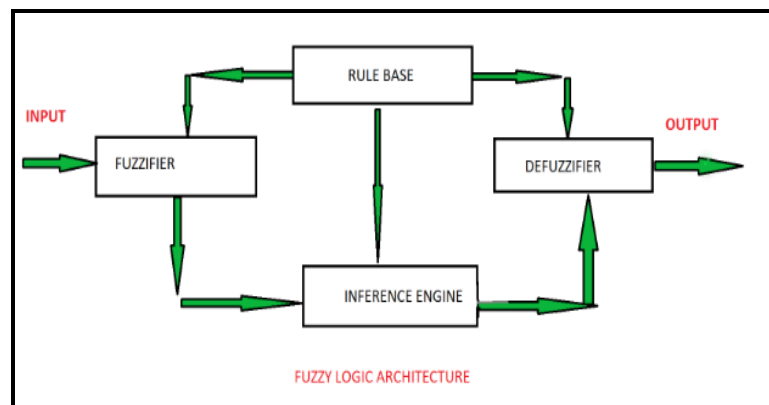 RULE BASE
INPUT
OUTPUT
FUZZIFIER
DEFUZZIFIER
INFERENCE ENGINE
FUZZY LOGIC ARCHITECTURE